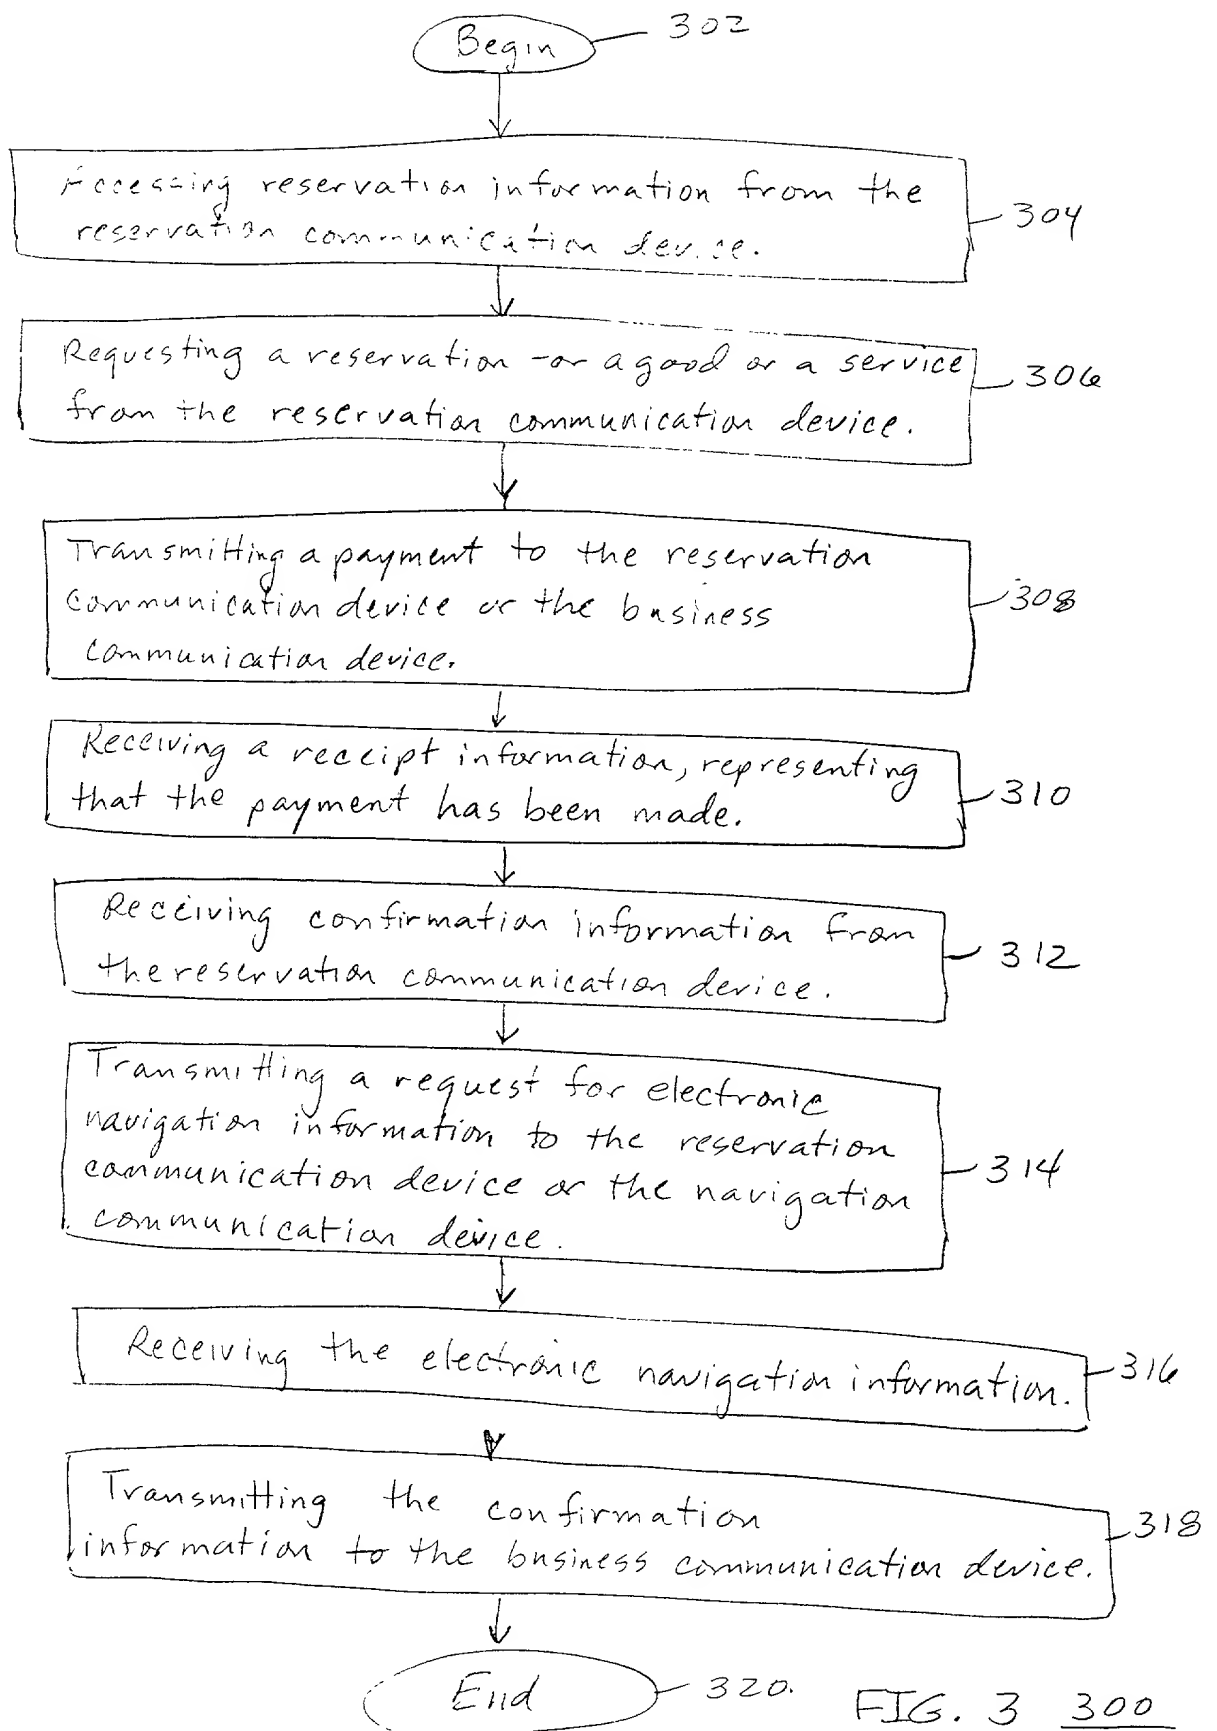 Begin 302
Accessing reservation information from the
reservation communication device. 304
Requesting a reservation for a good or a service
from the reservation communication device. 306
Transmitting a payment to the reservation
communication device or the business
communication device. 308
Receiving a receipt information, representing
that the payment has been made. 310
Receiving confirmation information from
the reservation communication device. 312
Transmitting a request for electronic
navigation information to the reservation
communication device or the navigation
communication device. 314
Receiving the electronic navigation information. 316
Transmitting the confirmation
information to the business communication device. 318
End 320.
FIG. 3 300